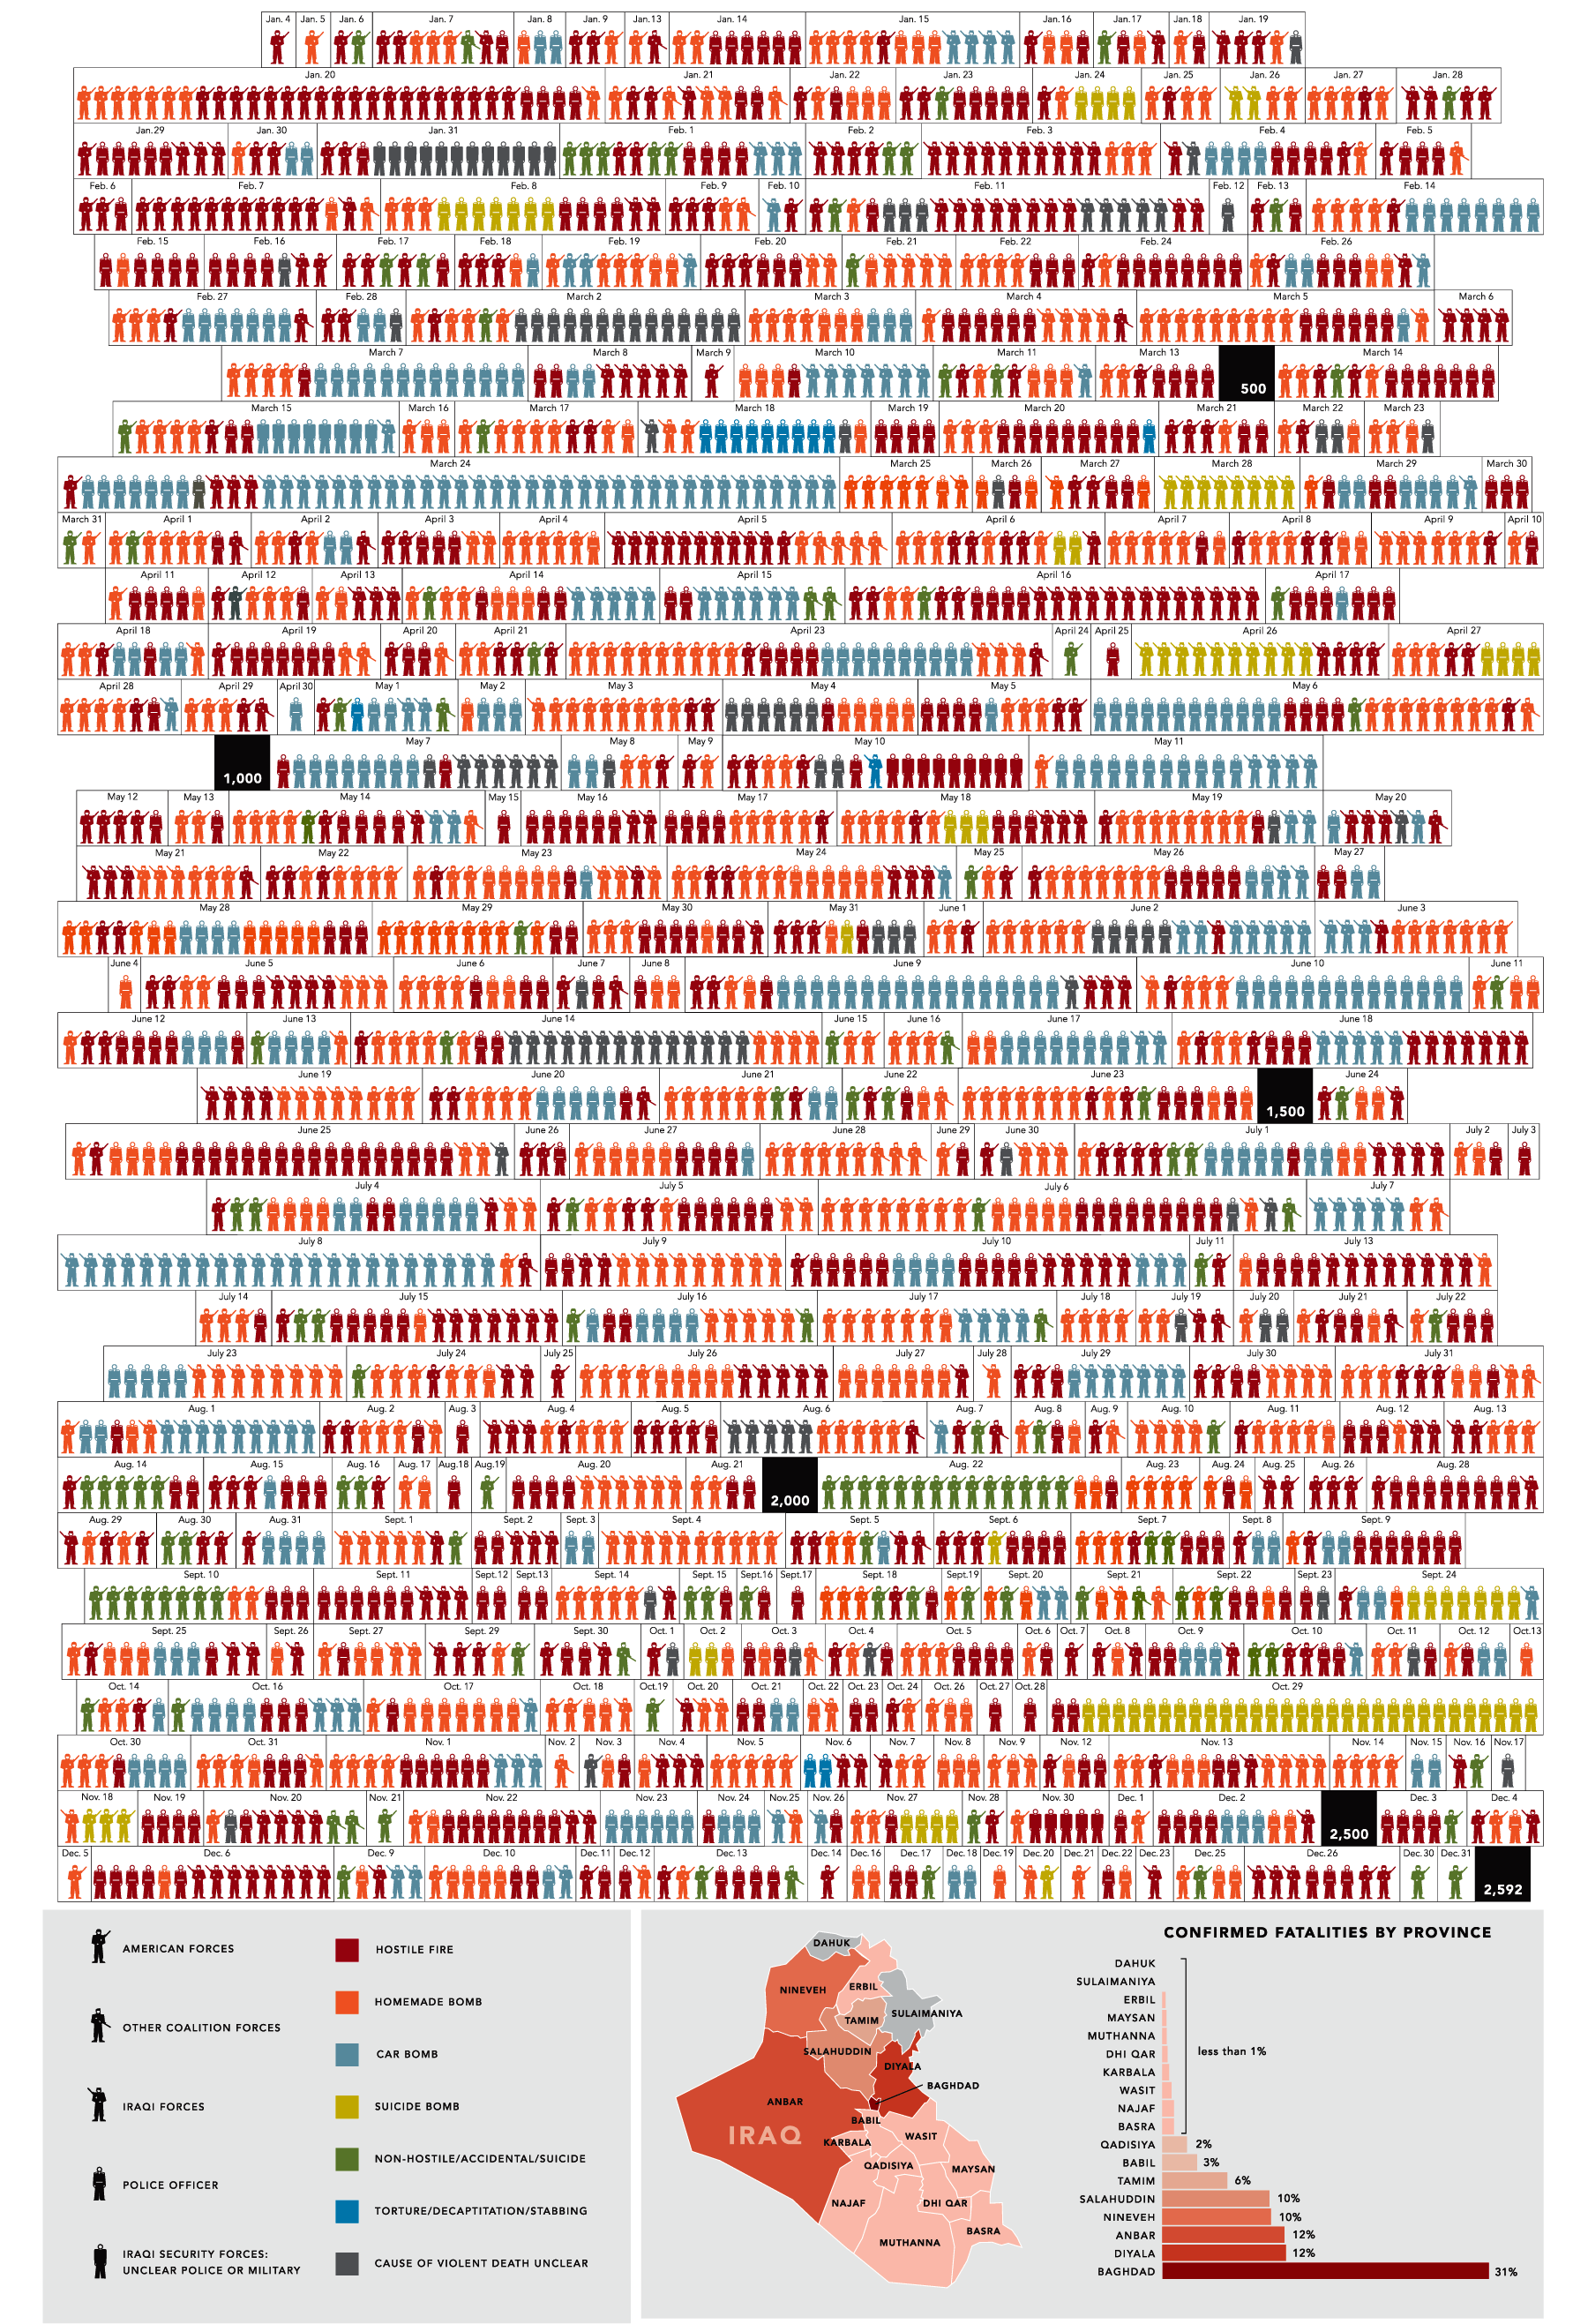 Jan. 4 Jan. 5 Jan. 6 Jan. 7 Jan. 8 Jan. 9 Jan. 13 Jan. 14 Jan. 15 Jan. 16 Jan. 17 Jan. 18 Jan. 19
Jan. 20 Jan. 21 Jan. 22 Jan. 23 Jan. 24 Jan. 25 Jan. 26 Jan. 27 Jan. 28
Jan. 29 Jan. 30 Jan. 31 Feb. 1 Feb. 2 Feb. 3 Feb. 4 Feb. 5
Feb. 6 Feb. 7 Feb. 8 Feb. 9 Feb. 10 Feb. 11 Feb. 12 Feb. 13 Feb. 14
Feb. 15 Feb. 16 Feb. 17 Feb. 18 Feb. 19 Feb. 20 Feb. 21 Feb. 22 Feb. 24 Feb. 26
Feb. 27 Feb. 28 March 2 March 3 March 4 March 5 March 6
March 7 March 8 March 9 March 10 March 11 March 13 500 March 14
March 15 March 16 March 17 March 18 March 19 March 20 March 21 March 22 March 23
March 24 March 25 March 26 March 27 March 28 March 29 March 30
March 31 April 1 April 2 April 3 April 4 April 5 April 6 April 7 April 8 April 9 April 10
April 11 April 12 April 13 April 14 April 15 April 16 April 17
April 18 April 19 April 20 April 21 April 23 April 24 April 25 April 26 April 27
April 28 April 29 April 30 May 1 May 2 May 3 May 4 May 5 May 6
1,000 May 7 May 8 May 9 May 10 May 11
May 12 May 13 May 14 May 15 May 16 May 17 May 18 May 19 May 20
May 21 May 22 May 23 May 24 May 25 May 26 May 27
May 28 May 29 May 30 May 31 June 1 June 2 June 3
June 4 June 5 June 6 June 7 June 8 June 9 June 10 June 11
June 12 June 13 June 14 June 15 June 16 June 17 June 18
June 19 June 20 June 21 June 22 June 23 1,500 June 24
June 25 June 26 June 27 June 28 June 29 June 30 July 1 July 2 July 3
July 4 July 5 July 6 July 7
July 8 July 9 July 10 July 11 July 13
July 14 July 15 July 16 July 17 July 18 July 19 July 20 July 21 July 22
July 23 July 24 July 25 July 26 July 27 July 28 July 29 July 30 July 31
Aug. 1 Aug. 2 Aug. 3 Aug. 4 Aug. 5 Aug. 6 Aug. 7 Aug. 8 Aug. 9 Aug. 10 Aug. 11 Aug. 12 Aug. 13
Aug. 14 Aug. 15 Aug. 16 Aug. 17 Aug. 18 Aug. 19 Aug. 20 Aug. 21 2,000 Aug. 22 Aug. 23 Aug. 24 Aug. 25 Aug. 26 Aug. 28
Aug. 29 Aug. 30 Aug. 31 Sept. 1 Sept. 2 Sept. 3 Sept. 4 Sept. 5 Sept. 6 Sept. 7 Sept. 8 Sept. 9
Sept. 10 Sept. 11 Sept. 12 Sept. 13 Sept. 14 Sept. 15 Sept. 16 Sept. 17 Sept. 18 Sept. 19 Sept. 20 Sept. 21 Sept. 22 Sept. 23 Sept. 24
Sept. 25 Sept. 26 Sept. 27 Sept. 29 Sept. 30 Oct. 1 Oct. 2 Oct. 3 Oct. 4 Oct. 5 Oct. 6 Oct. 7 Oct. 8 Oct. 9 Oct. 10 Oct. 11 Oct. 12 Oct. 13
Oct. 14 Oct. 16 Oct. 17 Oct. 18 Oct. 19 Oct. 20 Oct. 21 Oct. 22 Oct. 23 Oct. 24 Oct. 26 Oct. 27 Oct. 28 Oct. 29
Oct. 30 Oct. 31 Nov. 1 Nov. 2 Nov. 3 Nov. 4 Nov. 5 Nov. 6 Nov. 7 Nov. 8 Nov. 9 Nov. 12 Nov. 13 Nov. 14 Nov. 15 Nov. 16 Nov. 17
Nov. 18 Nov. 19 Nov. 20 Nov. 21 Nov. 22 Nov. 23 Nov. 24 Nov. 25 Nov. 26 Nov. 27 Nov. 28 Nov. 30 Dec. 1 Dec. 2 2,500 Dec. 3 Dec. 4
Dec. 5 Dec. 6 Dec. 9 Dec. 10 Dec. 11 Dec. 12 Dec. 13 Dec. 14 Dec. 16 Dec. 17 Dec. 18 Dec. 19 Dec. 20 Dec. 21 Dec. 22 Dec. 23 Dec. 25 Dec. 26 Dec. 30 Dec. 31 2,592
AMERICAN FORCES
OTHER COALITION FORCES
IRAQI FORCES
POLICE OFFICER
IRAQI SECURITY FORCES:
UNCLEAR POLICE OR MILITARY
HOSTILE FIRE
HOMEMADE BOMB
CAR BOMB
SUICIDE BOMB
NON-HOSTILE/ACCIDENTAL/SUICIDE
TORTURE/DECAPTITATION/STABBING
CAUSE OF VIOLENT DEATH UNCLEAR
DAHUK
NINEVEH
ERBIL
SULAIMANIYA
TAMIM
SALAHUDDIN
DIYALA
BAGHDAD
ANBAR
IRAQ
BABIL
KARBALA
WASIT
QADISIYA
MAYSAN
NAJAF
DHI QAR
BASRA
MUTHANNA
CONFIRMED FATALITIES BY PROVINCE
DAHUK
SULAIMANIYA
ERBIL
MAYSAN
MUTHANNA
DHI QAR less than 1%
KARBALA
WASIT
NAJAF
BASRA
QADISIYA 2%
BABIL 3%
TAMIM 6%
SALAHUDDIN 10%
NINEVEH 10%
ANBAR 12%
DIYALA 12%
BAGHDAD 31%